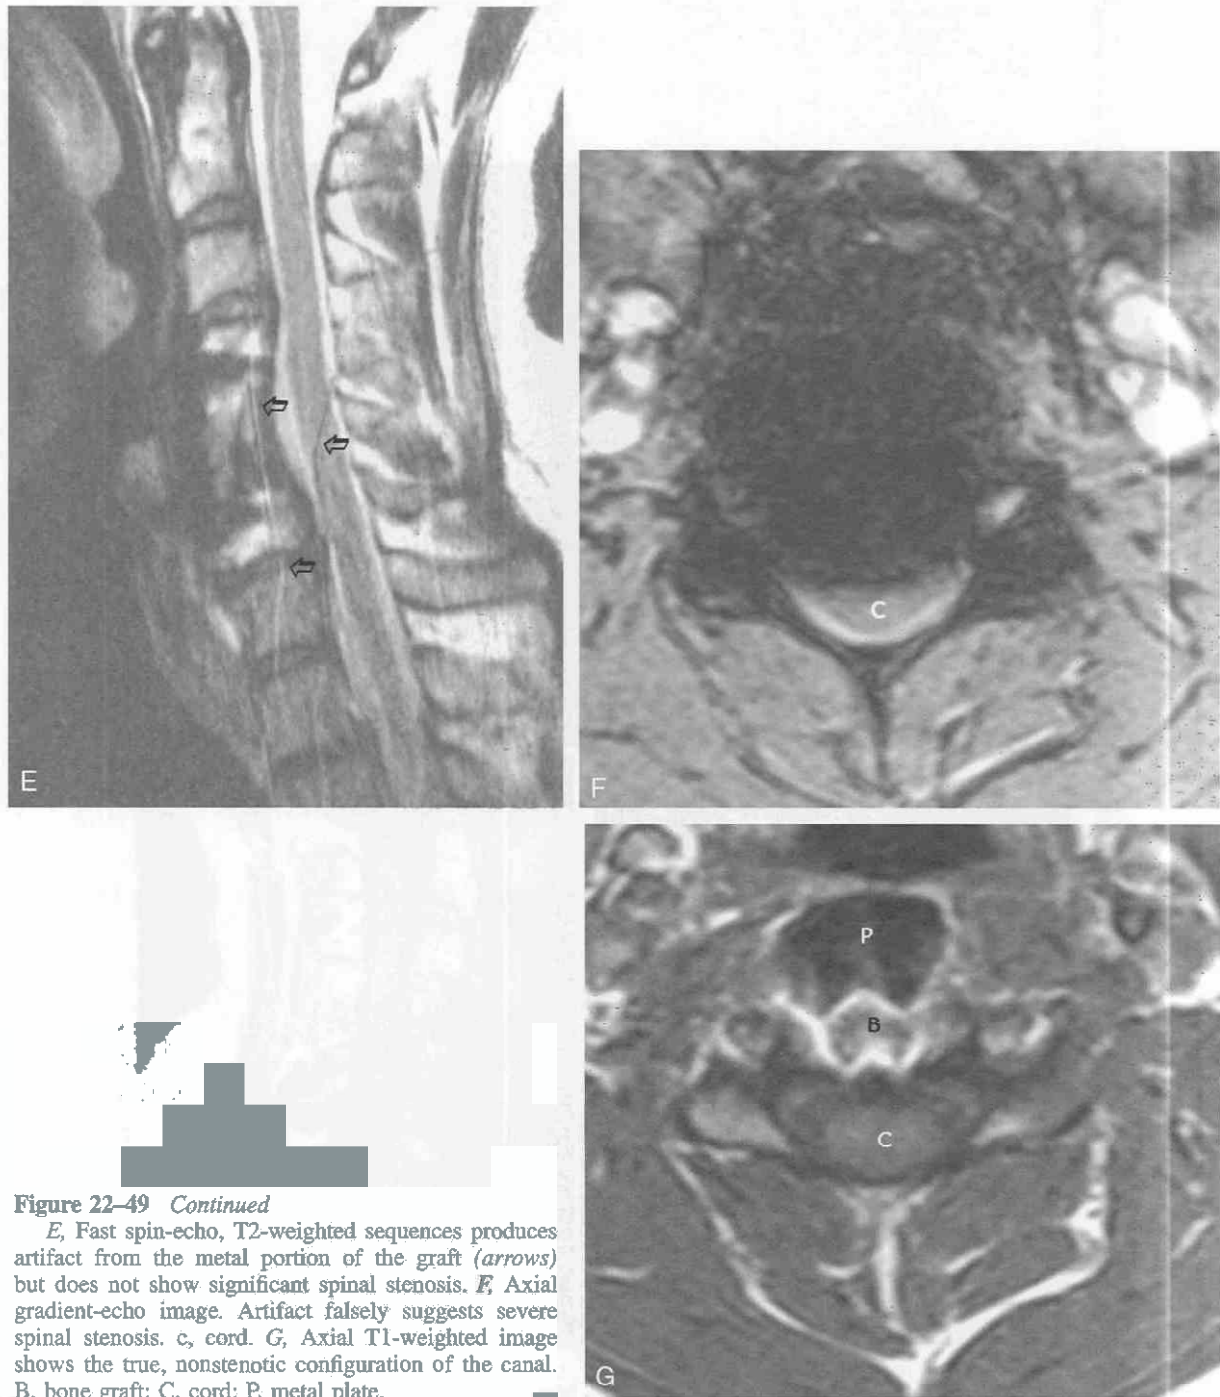 E
F
C
P
B
C
G
Figure 22–49 Continued
E, Fast spin-echo, T2-weighted sequences produces
artifact from the metal portion of the graft (arrows)
but does not show significant spinal stenosis. F, Axial
gradient-echo image. Artifact falsely suggests severe
spinal stenosis. c, cord. G, Axial T1-weighted image
shows the true, nonstenotic configuration of the canal.
B, bone graft; C, cord; P, metal plate.